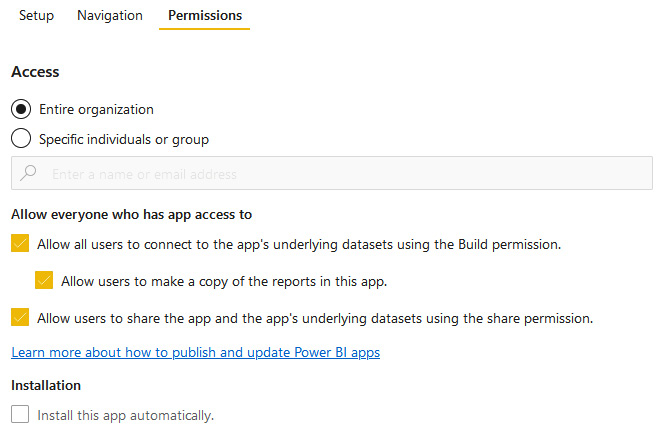 Setup Navigation Permissions
Access
Entire organization
Specific individuals or group
Enter a name or email address
Allow everyone who has app access to
Allow all users to connect to the app's underlying datasets using the Build permission.
Allow users to make a copy of the reports in this app.
Allow users to share the app and the app's underlying datasets using the share permission.
Learn more about how to publish and update Power BI apps
Installation
Install this app automatically.